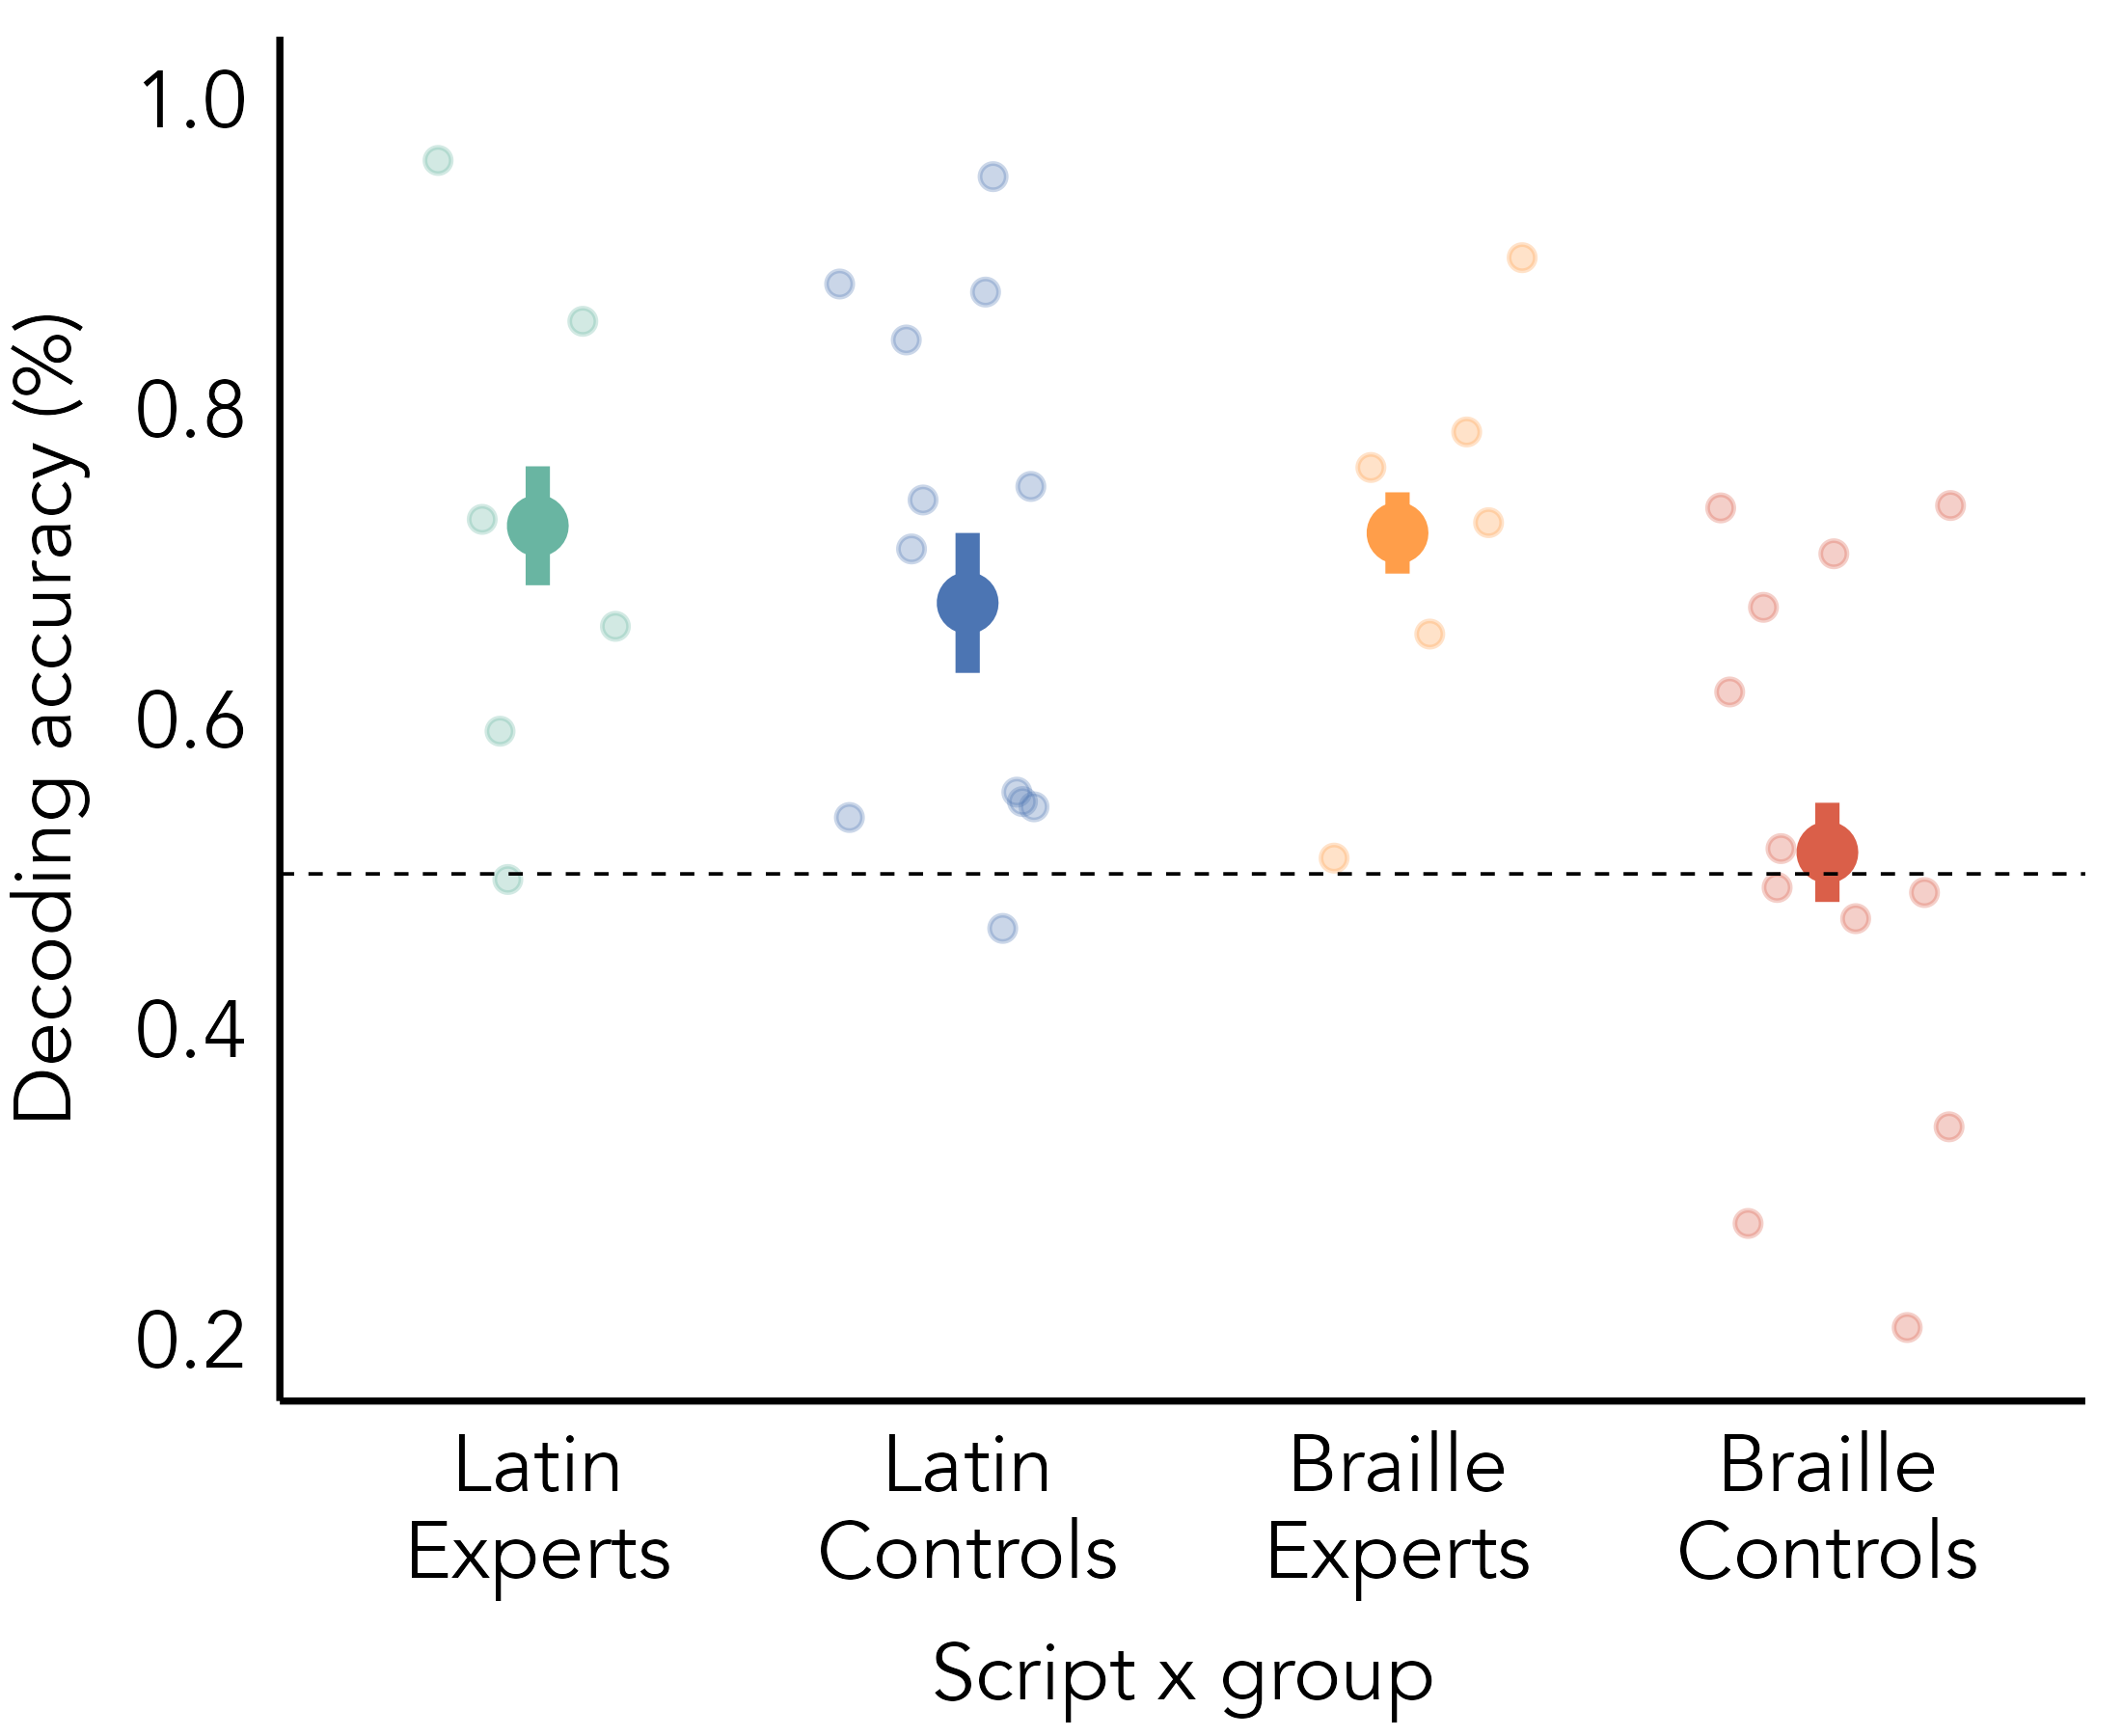 Decoding accuracy (%)
1.0
0.8
0.6
0.4
0.2
Latin
Experts
Latin
Controls
Braille
Experts
Braille
Controls
Script x group